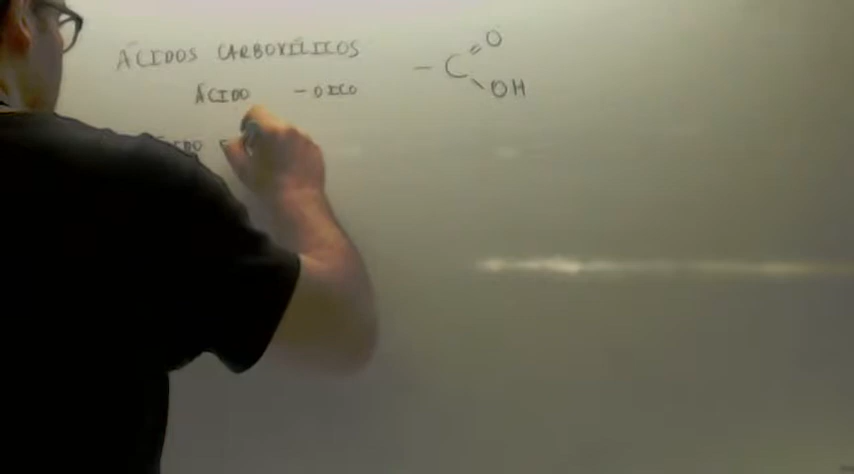 ÁCIDOS CARBOXÍLICOS
ÁCIDO -OICO
O
- C
OH